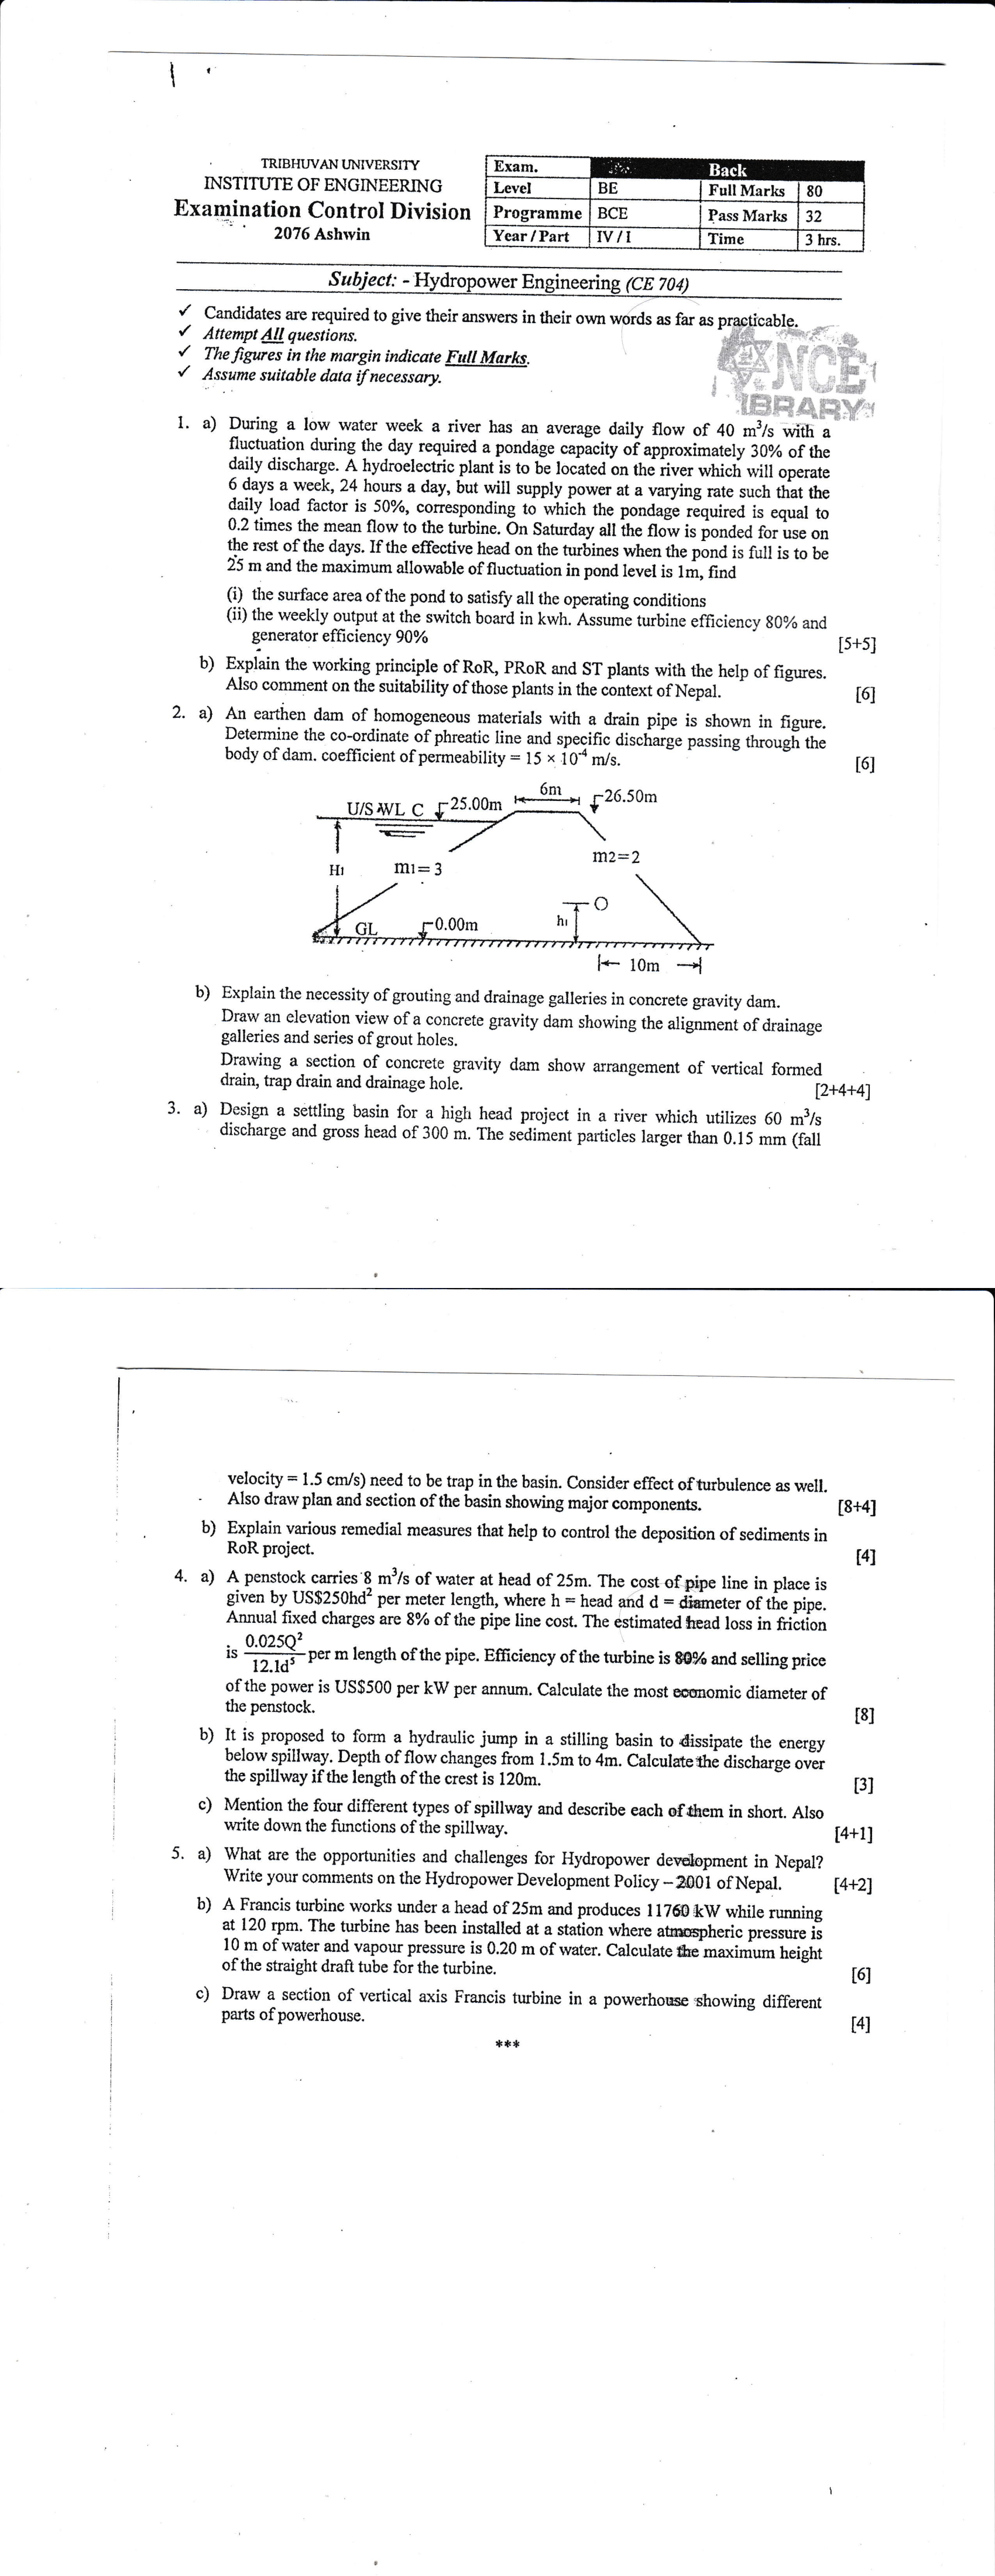 TRIBHUVAN UNIVERSITY
INSTITUTE OF ENGINEERING
Examination Control Division
2076 Ashwin
Exam. Back
Level BE Full Marks 80
Programme BCE Pass Marks 32
Year / Part IV / I Time 3 hrs.
Subject: - Hydropower Engineering (CE 704)
✓ Candidates are required to give their answers in their own words as far as practicable.
✓ Attempt All questions.
✓ The figures in the margin indicate Full Marks.
✓ Assume suitable data if necessary.
NCE
LIBRARY
1. a) During a low water week a river has an average daily flow of 40 m³/s with a
fluctuation during the day required a pondage capacity of approximately 30% of the
daily discharge. A hydroelectric plant is to be located on the river which will operate
6 days a week, 24 hours a day, but will supply power at a varying rate such that the
daily load factor is 50%, corresponding to which the pondage required is equal to
0.2 times the mean flow to the turbine. On Saturday all the flow is ponded for use on
the rest of the days. If the effective head on the turbines when the pond is full is to be
25 m and the maximum allowable of fluctuation in pond level is 1m, find
(i) the surface area of the pond to satisfy all the operating conditions
(ii) the weekly output at the switch board in kwh. Assume turbine efficiency 80% and
generator efficiency 90% [5+5]
b) Explain the working principle of RoR, PRoR and ST plants with the help of figures.
Also comment on the suitability of those plants in the context of Nepal. [6]
2. a) An earthen dam of homogeneous materials with a drain pipe is shown in figure.
Determine the co-ordinate of phreatic line and specific discharge passing through the
body of dam. coefficient of permeability = 15 × 10⁻⁴ m/s. [6]
6m
26.50m
U/S WL C 25.00m
m2=2
H1 m1=3
O
h1
GL 0.00m
10m
b) Explain the necessity of grouting and drainage galleries in concrete gravity dam.
Draw an elevation view of a concrete gravity dam showing the alignment of drainage
galleries and series of grout holes.
Drawing a section of concrete gravity dam show arrangement of vertical formed
drain, trap drain and drainage hole. [2+4+4]
3. a) Design a settling basin for a high head project in a river which utilizes 60 m³/s
discharge and gross head of 300 m. The sediment particles larger than 0.15 mm (fall
velocity = 1.5 cm/s) need to be trap in the basin. Consider effect of turbulence as well.
Also draw plan and section of the basin showing major components. [8+4]
b) Explain various remedial measures that help to control the deposition of sediments in
RoR project. [4]
4. a) A penstock carries 8 m³/s of water at head of 25m. The cost of pipe line in place is
given by US$250hd² per meter length, where h = head and d = diameter of the pipe.
Annual fixed charges are 8% of the pipe line cost. The estimated head loss in friction
is 0.025Q²/12.1d⁵ per m length of the pipe. Efficiency of the turbine is 80% and selling price
of the power is US$500 per kW per annum. Calculate the most economic diameter of
the penstock. [8]
b) It is proposed to form a hydraulic jump in a stilling basin to dissipate the energy
below spillway. Depth of flow changes from 1.5m to 4m. Calculate the discharge over
the spillway if the length of the crest is 120m. [3]
c) Mention the four different types of spillway and describe each of them in short. Also
write down the functions of the spillway. [4+1]
5. a) What are the opportunities and challenges for Hydropower development in Nepal?
Write your comments on the Hydropower Development Policy – 2001 of Nepal. [4+2]
b) A Francis turbine works under a head of 25m and produces 11760 kW while running
at 120 rpm. The turbine has been installed at a station where atmospheric pressure is
10 m of water and vapour pressure is 0.20 m of water. Calculate the maximum height
of the straight draft tube for the turbine. [6]
c) Draw a section of vertical axis Francis turbine in a powerhouse showing different
parts of powerhouse. [4]
***